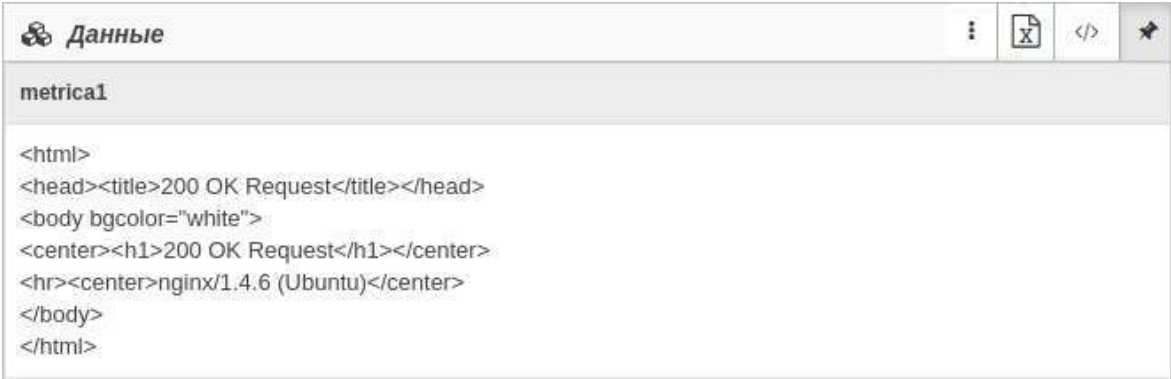 Данные
metrica1
<html>
<head><title>200 OK Request</title></head>
<body bgcolor="white">
<center><h1>200 OK Request</h1></center>
<hr><center>nginx/1.4.6 (Ubuntu)</center>
</body>
</html>